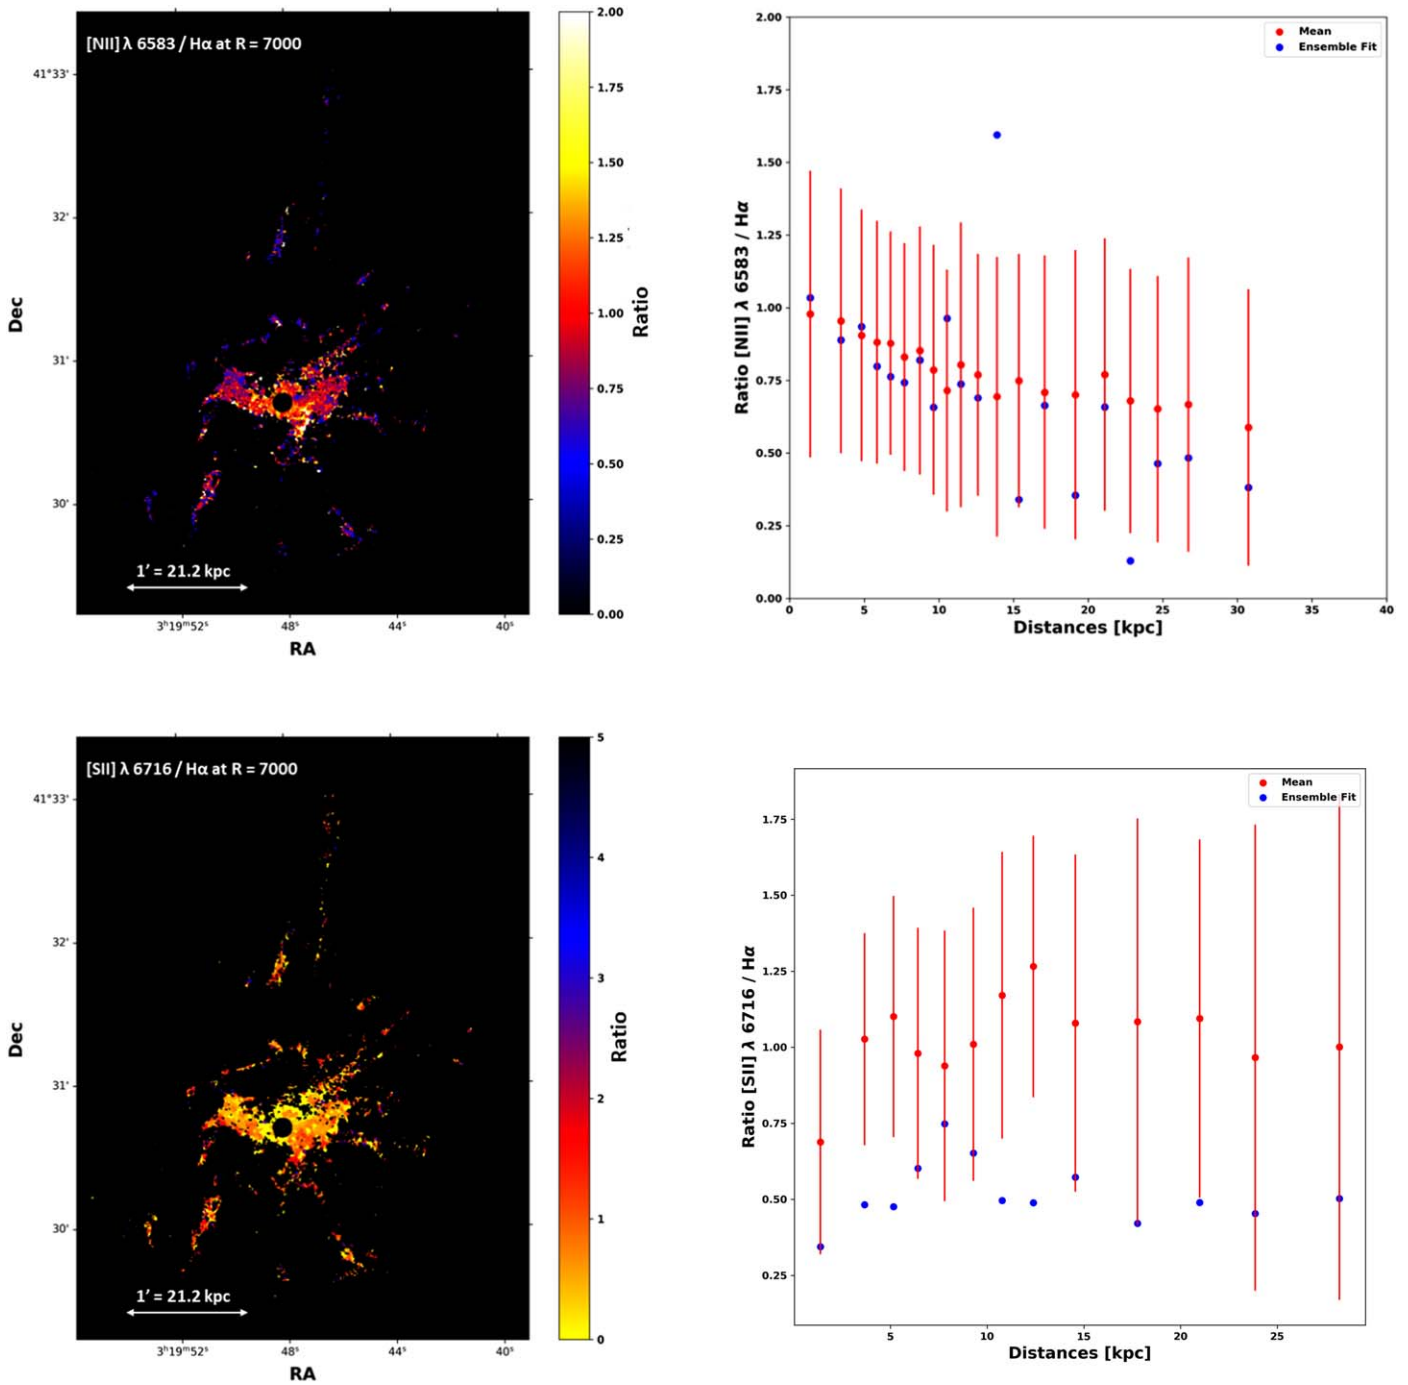 [NII] λ 6583 / Hα at R = 7000
41°33'
32'
31'
30'
Dec
1' = 21.2 kpc
3ʰ19ᵐ52ˢ
48ˢ
44ˢ
40ˢ
RA
2.00
1.75
1.50
1.25
1.00
0.75
0.50
0.25
0.00
Ratio
Mean
Ensemble Fit
2.00
1.75
1.50
1.25
1.00
0.75
0.50
0.25
0.00
Ratio [NII] λ 6583 / Hα
0 5 10 15 20 25 30 35 40
Distances [kpc]
[SII] λ 6716 / Hα at R = 7000
41°33'
32'
31'
30'
Dec
1' = 21.2 kpc
3ʰ19ᵐ52ˢ
48ˢ
44ˢ
40ˢ
RA
5
4
3
2
1
0
Ratio
Mean
Ensemble Fit
1.75
1.50
1.25
1.00
0.75
0.50
0.25
Ratio [SII] λ 6716 / Hα
5 10 15 20 25
Distances [kpc]